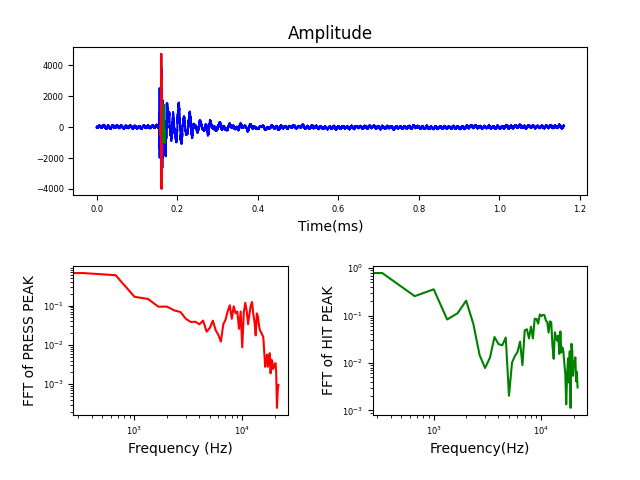 Amplitude
4000
2000
0
−2000
−4000
0.0 0.2 0.4 0.6 0.8 1.0 1.2
Time(ms)
FFT of PRESS PEAK
10⁻¹
10⁻²
10⁻³
10³ 10⁴
Frequency (Hz)
FFT of HIT PEAK
10⁰
10⁻¹
10⁻²
10⁻³
10³ 10⁴
Frequency(Hz)